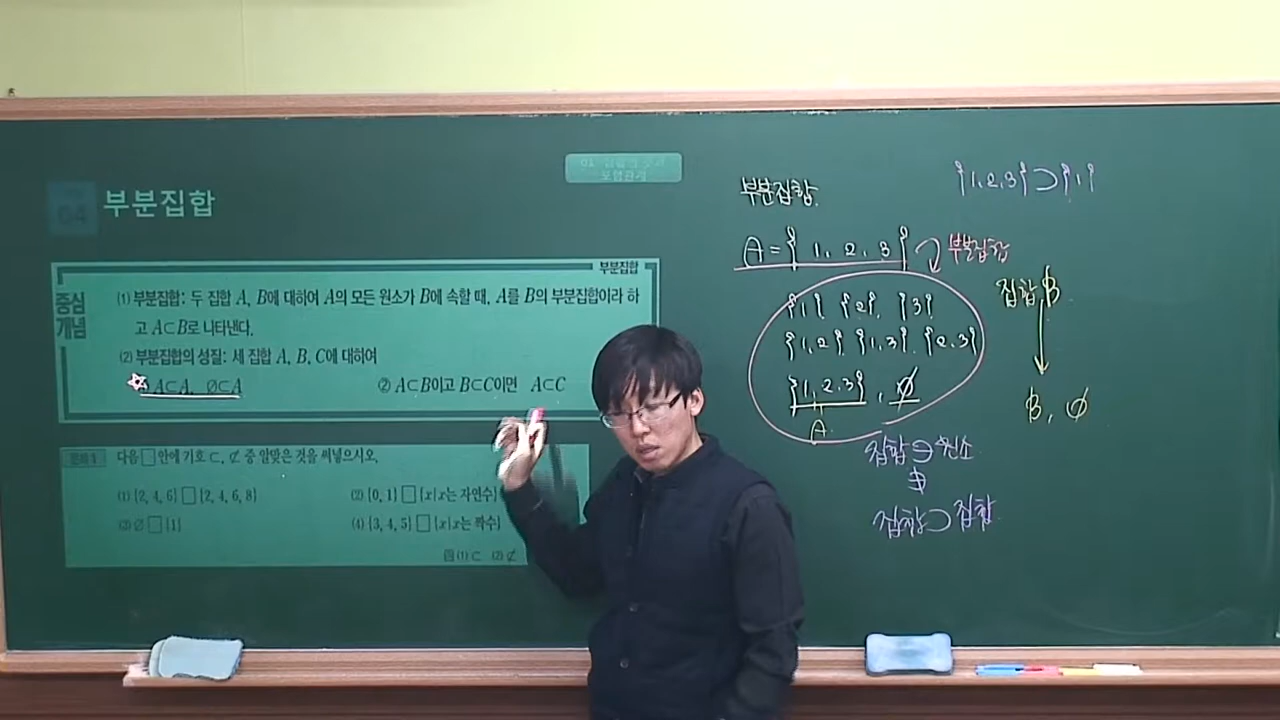 04 부분집합
포함관계
부분집합
중심
개념
(1) 부분집합: 두 집합 A, B에 대하여 A의 모든 원소가 B에 속할 때, A를 B의 부분집합이라 하
고 A⊂B로 나타낸다.
(2) 부분집합의 성질: 세 집합 A, B, C에 대하여
① A⊂A, ∅⊂A ② A⊂B이고 B⊂C이면 A⊂C
문제 1 다음 □ 안에 기호 ⊂, ⊄ 중 알맞은 것을 써넣으시오.
(1) {2, 4, 6} □ {2, 4, 6, 8} (2) {0, 1} □ {x|x는 자연수}
(3) ∅ □ {1} (4) {3, 4, 5} □ {x|x는 짝수}
답 (1) ⊂ (2) ⊄
부분집합.
{1, 2, 3} ⊃ {1}
A = {1, 2, 3} 부분집합
{1} {2} {3}
{1, 2} {1, 3} {2, 3}
{1, 2, 3}, ∅
A
집합 ∋ 원소
집합 ⊃ 집합
집합 B
B, ∅